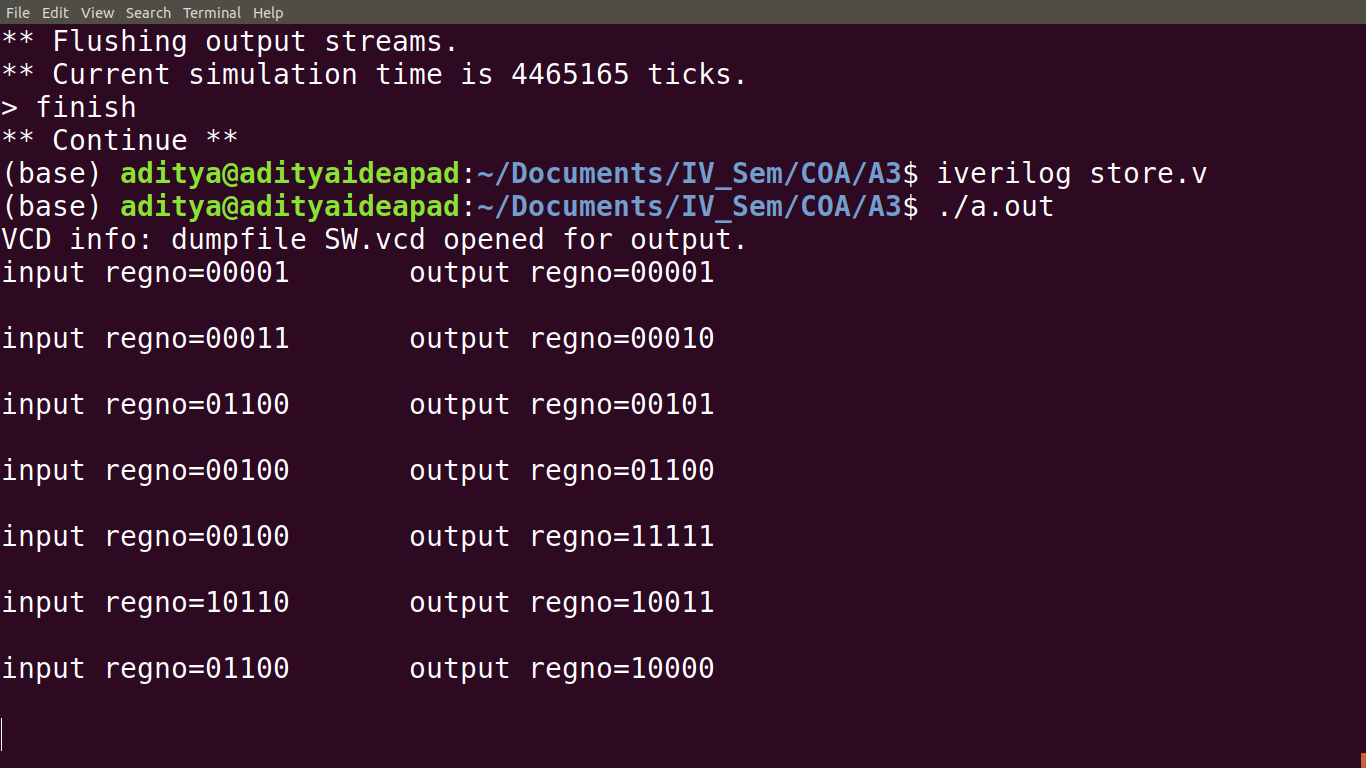 File Edit View Search Terminal Help
** Flushing output streams.
** Current simulation time is 4465165 ticks.
> finish
** Continue **
(base) aditya@adityaideapad:~/Documents/IV_Sem/COA/A3$ iverilog store.v
(base) aditya@adityaideapad:~/Documents/IV_Sem/COA/A3$ ./a.out
VCD info: dumpfile SW.vcd opened for output.
input regno=00001       output regno=00001
input regno=00011       output regno=00010
input regno=01100       output regno=00101
input regno=00100       output regno=01100
input regno=00100       output regno=11111
input regno=10110       output regno=10011
input regno=01100       output regno=10000